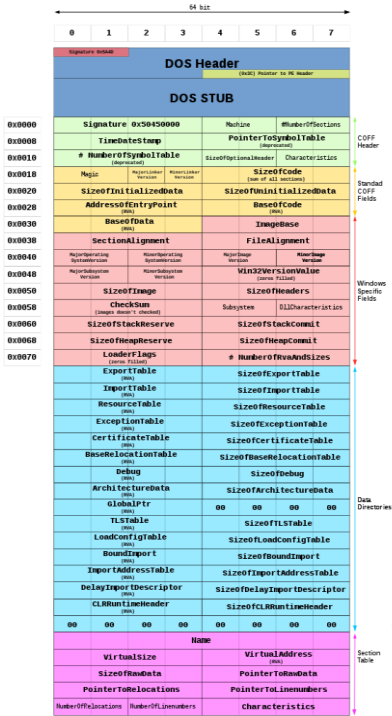 64 bit
0 1 2 3 4 5 6 7
Signature 0x5A4D
DOS Header
(0x3C) Pointer to PE Header
DOS STUB
0x0000 Signature 0x50450000 Machine #NumberOfSections
0x0008 TimeDateStamp PointerToSymbolTable
(deprecated)
0x0010 # NumberOfSymbolTable SizeOfOptionalHeader Characteristics
(deprecated)
COFF
Header
0x0018 Magic MajorLinker MinorLinker SizeOfCode
Version Version (sum of all sections)
0x0020 SizeOfInitializedData SizeOfUninitializedData
0x0028 AddressOfEntryPoint BaseOfCode
(RVA) (RVA)
Standad
COFF
Fields
0x0030 BaseOfData ImageBase
(RVA)
0x0038 SectionAlignment FileAlignment
0x0040 MajorOperating MinorOperating MajorImage MinorImage
SystemVersion SystemVersion Version Version
0x0048 MajorSubsystem MinorSubsystem Win32VersionValue
Version Version (zeros filled)
0x0050 SizeOfImage SizeOfHeaders
0x0058 CheckSum Subsystem DllCharacteristics
(images doesn't checked)
0x0060 SizeOfStackReserve SizeOfStackCommit
0x0068 SizeOfHeapReserve SizeOfHeapCommit
0x0070 LoaderFlags # NumberOfRvaAndSizes
(zeros filled)
Windows
Specific
Fields
ExportTable SizeOfExportTable
(RVA)
ImportTable SizeOfImportTable
(RVA)
ResourceTable SizeOfResourceTable
(RVA)
ExceptionTable SizeOfExceptionTable
(RVA)
CertificateTable SizeOfCertificateTable
(RVA)
BaseRelocationTable SizeOfBaseRelocationTable
(RVA)
Debug SizeOfDebug
(RVA)
ArchitectureData SizeOfArchitectureData
(RVA)
GlobalPtr 00 00 00 00
(RVA)
TLSTable SizeOfTLSTable
(RVA)
LoadConfigTable SizeOfLoadConfigTable
(RVA)
BoundImport SizeOfBoundImport
(RVA)
ImportAddressTable SizeOfImportAddressTable
(RVA)
DelayImportDescriptor SizeOfDelayImportDescriptor
(RVA)
CLRRuntimeHeader SizeOfCLRRuntimeHeader
(RVA)
00 00 00 00 00 00 00 00
Data
Directories
Name
VirtualSize VirtualAddress
(RVA)
SizeOfRawData PointerToRawData
PointerToRelocations PointerToLinenumbers
NumberOfRelocations NumberOfLinenumbers Characteristics
Section
Table